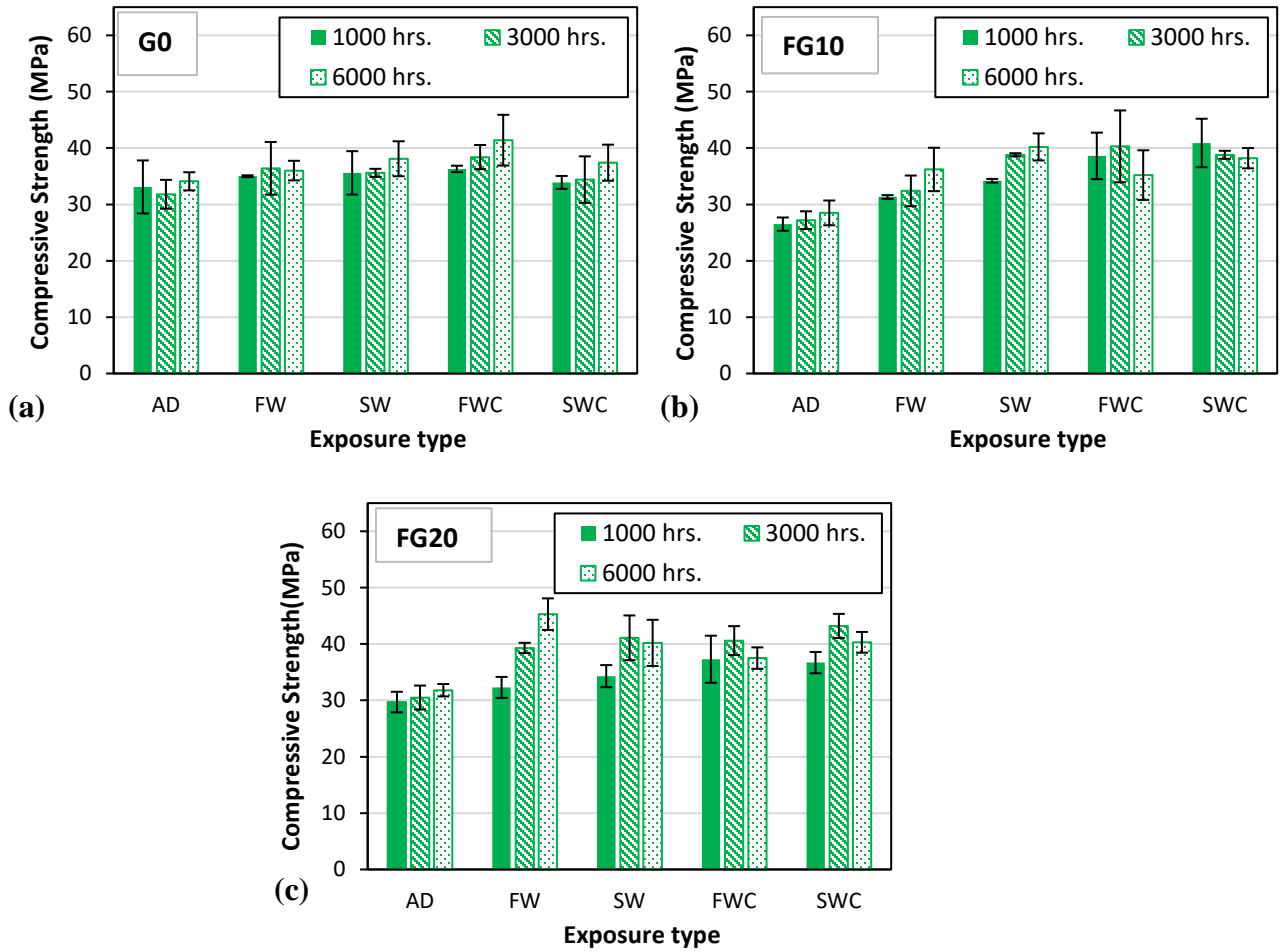 G0
1000 hrs. 3000 hrs.
6000 hrs.
Compressive Strength (MPa)
60
50
40
30
20
10
0
AD FW SW FWC SWC
Exposure type
(a)
FG10
1000 hrs. 3000 hrs.
6000 hrs.
Compressive Strength (MPa)
60
50
40
30
20
10
0
AD FW SW FWC SWC
Exposure type
(b)
FG20
1000 hrs. 3000 hrs.
6000 hrs.
Compressive Strength(MPa)
60
50
40
30
20
10
0
AD FW SW FWC SWC
Exposure type
(c)